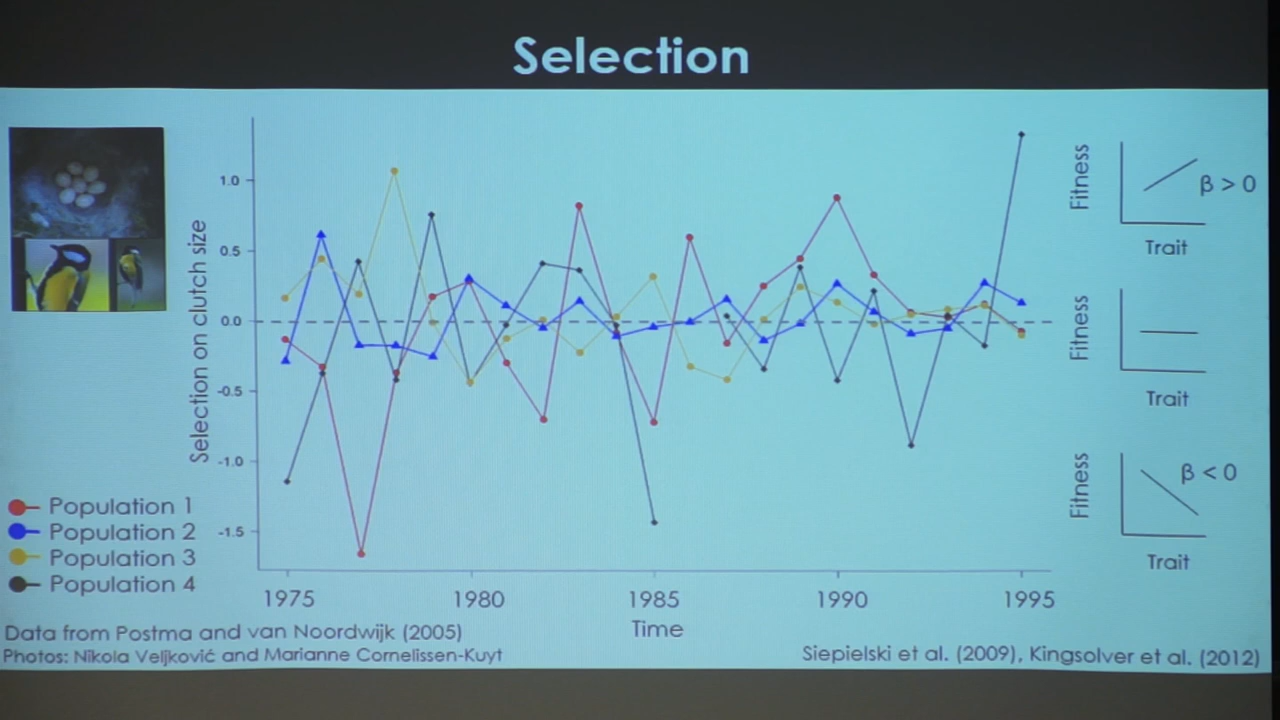 Selection
Selection on clutch size
1.0
0.5
0.0
-0.5
-1.0
-1.5
1975
1980
1985
1990
1995
Time
Population 1
Population 2
Population 3
Population 4
Fitness
β > 0
Trait
Fitness
Trait
Fitness
β < 0
Trait
Data from Postma and van Noordwijk (2005)
Photos: Nikola Veljković and Marianne Cornelissen-Kuyt
Siepielski et al. (2009), Kingsolver et al. (2012)